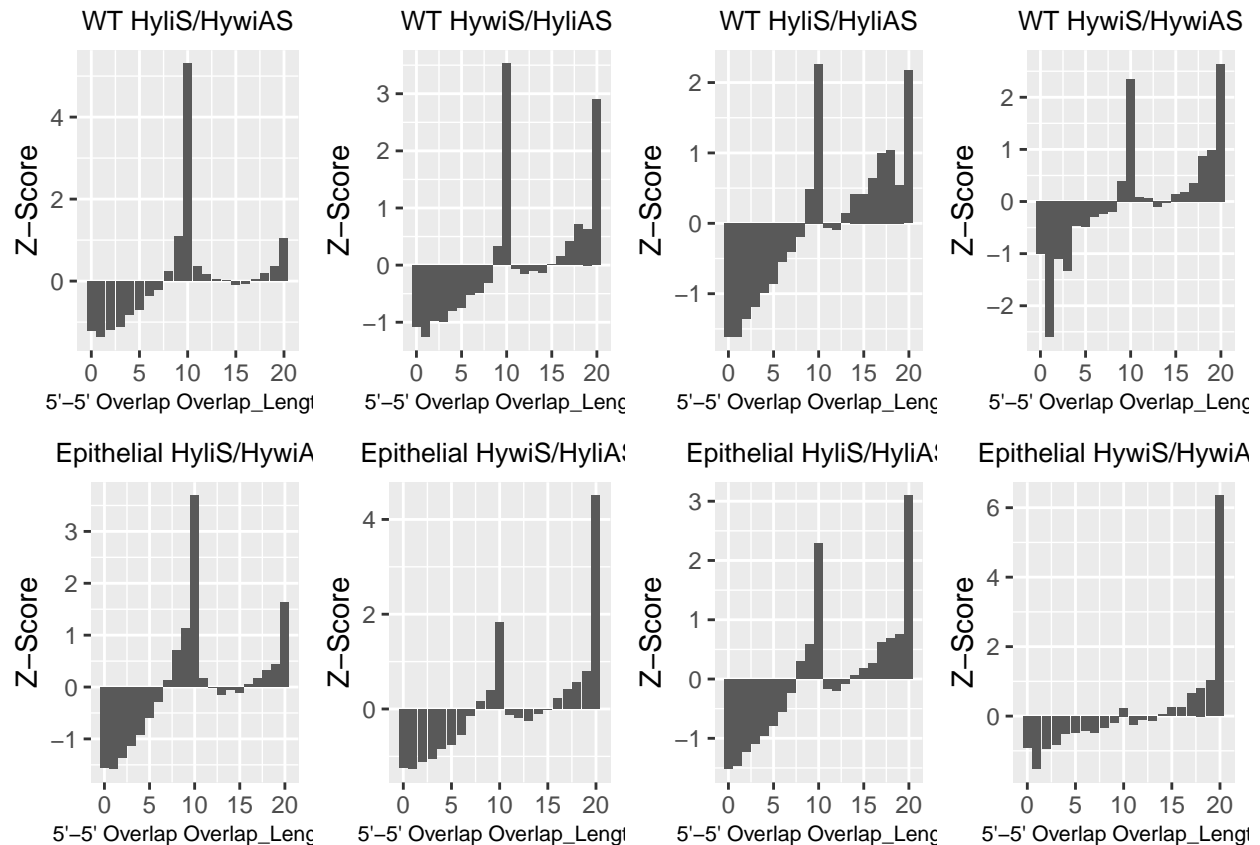 WT HyliS/HywiAS
WT HywiS/HyliAS
WT HyliS/HyliAS
WT HywiS/HywiAS
Z−Score
4
2
0
0 5 10 15 20
5'−5' Overlap Overlap_Lengt
Z−Score
3
2
1
0
−1
0 5 10 15 20
5'−5' Overlap Overlap_Leng
Z−Score
2
1
0
−1
0 5 10 15 20
5'−5' Overlap Overlap_Leng
Z−Score
2
1
0
−1
−2
0 5 10 15 20
5'−5' Overlap Overlap_Lengt
Epithelial HyliS/HywiA
Epithelial HywiS/HyliAS
Epithelial HyliS/HyliAS
Epithelial HywiS/HywiA
Z−Score
3
2
1
0
−1
0 5 10 15 20
5'−5' Overlap Overlap_Leng
Z−Score
4
2
0
0 5 10 15 20
5'−5' Overlap Overlap_Lengt
Z−Score
3
2
1
0
−1
0 5 10 15 20
5'−5' Overlap Overlap_Leng
Z−Score
6
4
2
0
0 5 10 15 20
5'−5' Overlap Overlap_Lengt